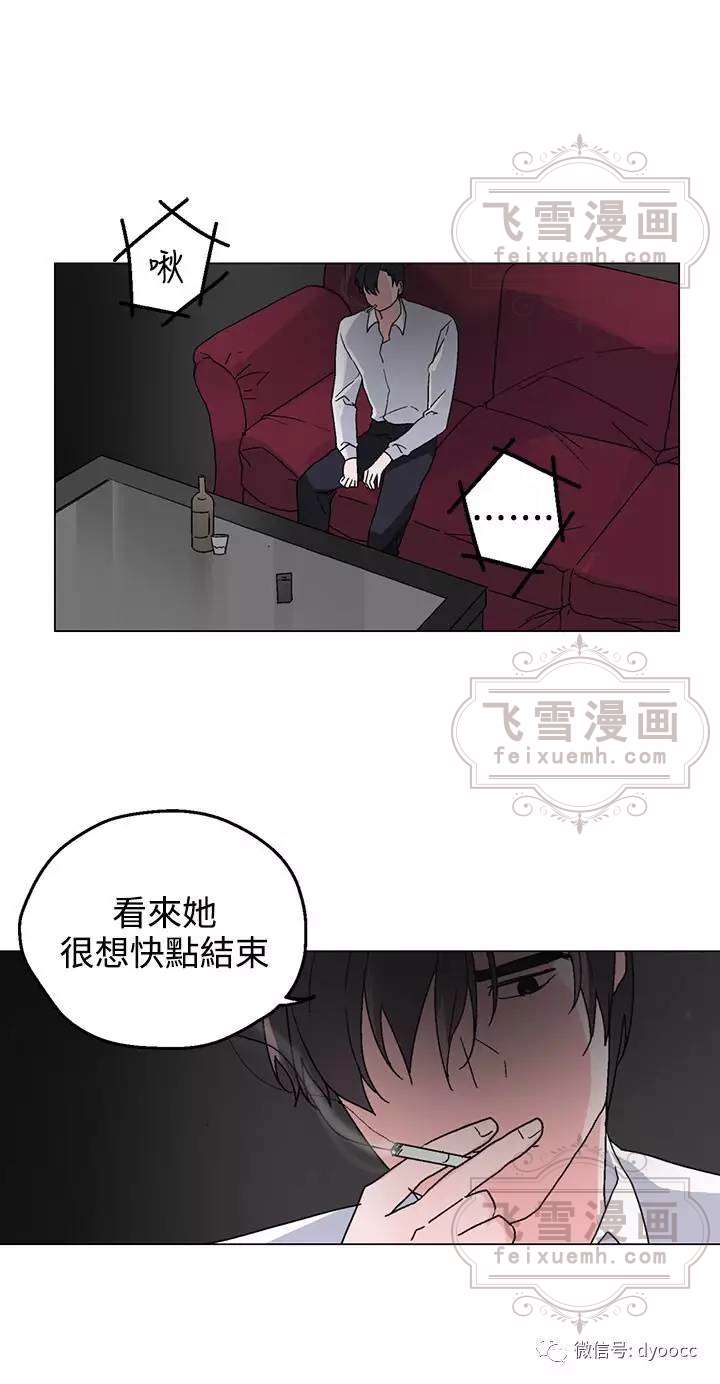 飞雪漫画
feixuemh.com
啾
........
飞雪漫画
feixuemh.com
看來她
很想快點結束
飞雪漫画
feixuemh.com
微信号: dyoocc